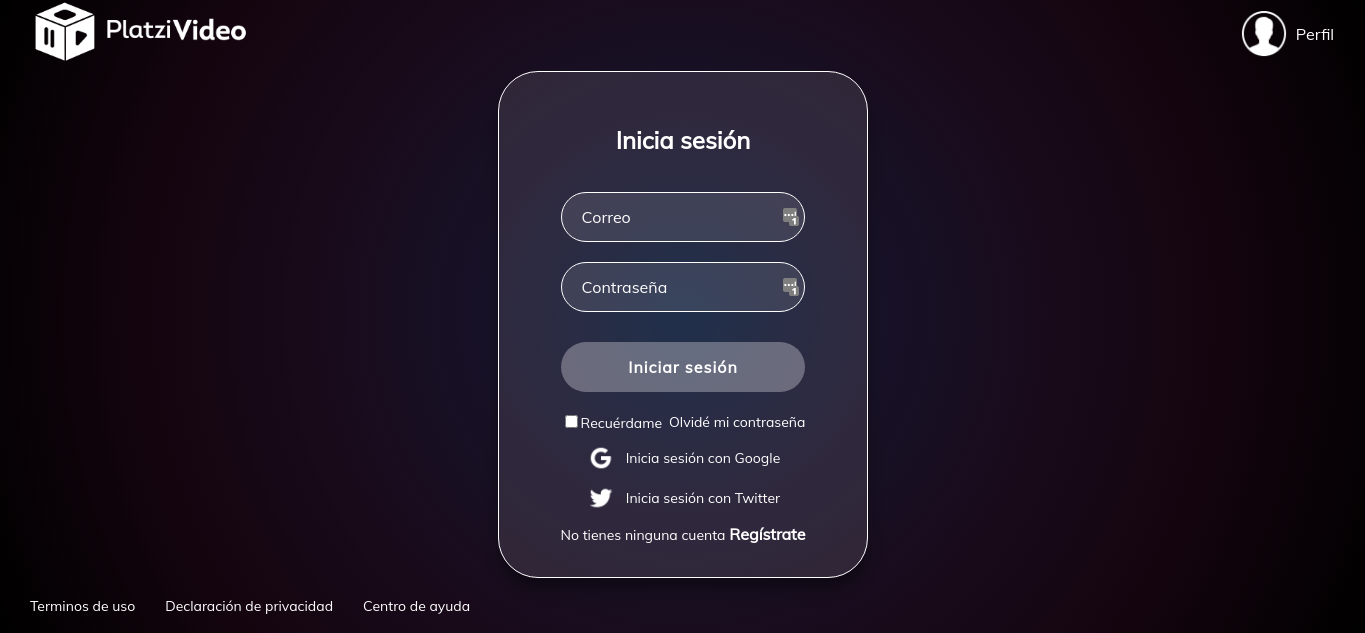 PlatziVideo
Perfil
Inicia sesión
Correo
Contraseña
Iniciar sesión
Recuérdame Olvidé mi contraseña
Inicia sesión con Google
Inicia sesión con Twitter
No tienes ninguna cuenta Regístrate
Terminos de uso Declaración de privacidad Centro de ayuda